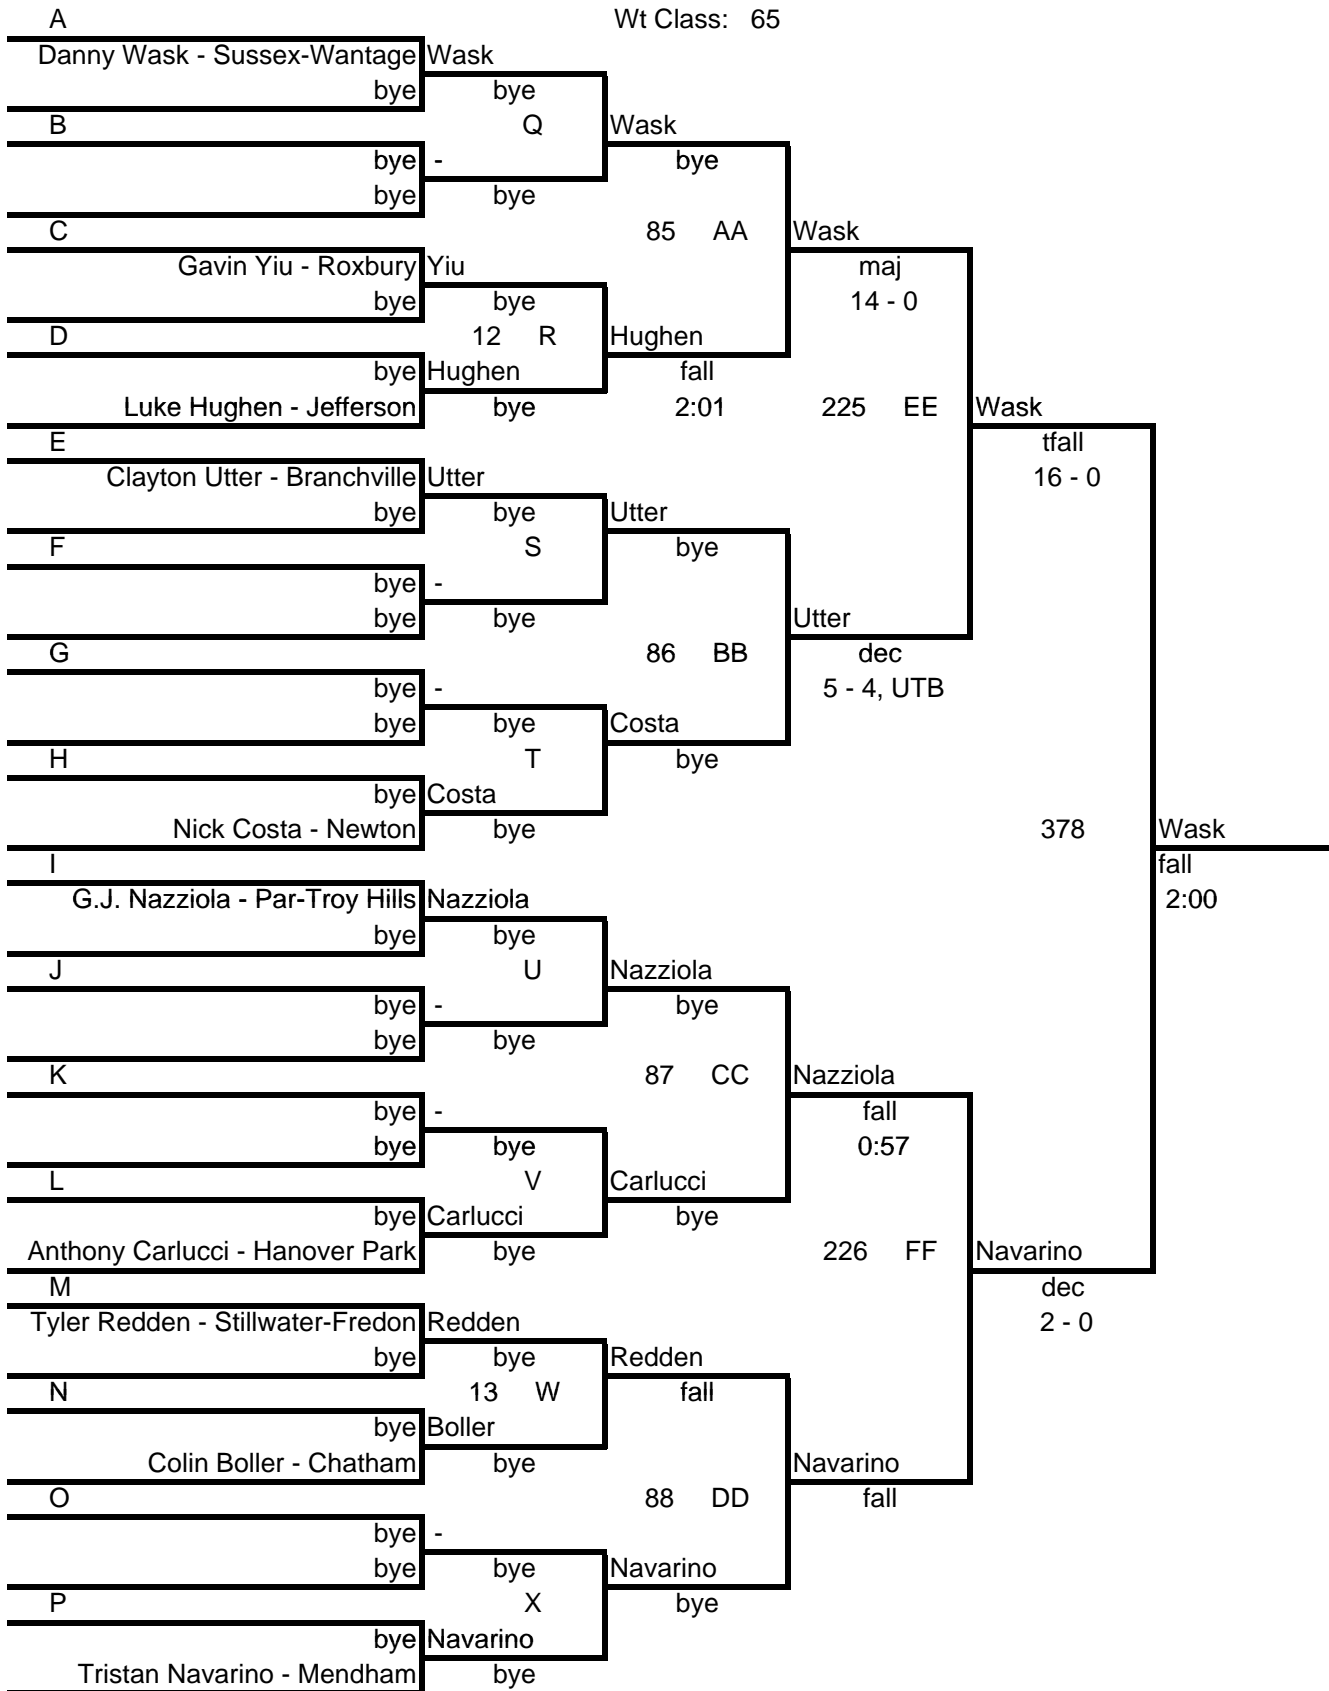 A Wt Class: 65
Danny Wask - Sussex-Wantage Wask
bye bye
B Q Wask
bye - bye
bye bye
C 85 AA Wask
Gavin Yiu - Roxbury Yiu maj
bye bye 14 - 0
D 12 R Hughen
bye Hughen fall
Luke Hughen - Jefferson bye 2:01 225 EE Wask
E tfall
Clayton Utter - Branchville Utter 16 - 0
bye bye Utter
F S bye
bye -
bye bye Utter
G 86 BB dec
bye - 5 - 4, UTB
bye bye Costa
H T bye
bye Costa
Nick Costa - Newton bye 378 Wask
I fall
G.J. Nazziola - Par-Troy Hills Nazziola 2:00
bye bye
J U Nazziola
bye - bye
bye bye
K 87 CC Nazziola
bye - fall
bye bye 0:57
L V Carlucci
bye Carlucci bye
Anthony Carlucci - Hanover Park bye 226 FF Navarino
M dec
Tyler Redden - Stillwater-Fredon Redden 2 - 0
bye bye Redden
N 13 W fall
bye Boller
Colin Boller - Chatham bye Navarino
O 88 DD fall
bye -
bye bye Navarino
P X bye
bye Navarino
Tristan Navarino - Mendham bye